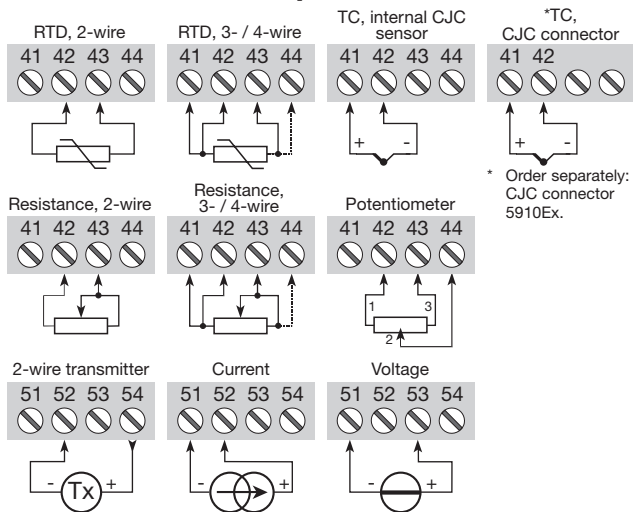 RTD, 2-wire
41 42 43 44
RTD, 3- / 4-wire
41 42 43 44
TC, internal CJC
sensor
41 42 43 44
+ -
*TC,
CJC connector
41 42
+ -
* Order separately:
CJC connector
5910Ex.
Resistance, 2-wire
41 42 43 44
Resistance,
3- / 4-wire
41 42 43 44
Potentiometer
41 42 43 44
1 3
2
2-wire transmitter
51 52 53 54
- Tx +
Current
51 52 53 54
- +
Voltage
51 52 53 54
- +